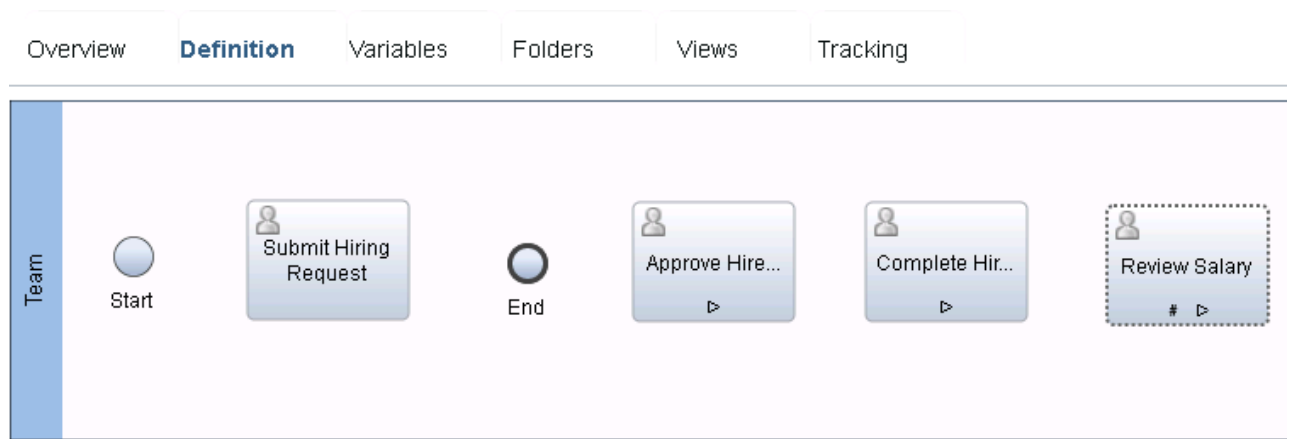 Overview Definition Variables Folders Views Tracking
Team
Start
Submit Hiring
Request
End
Approve Hire...
Complete Hir...
Review Salary
#